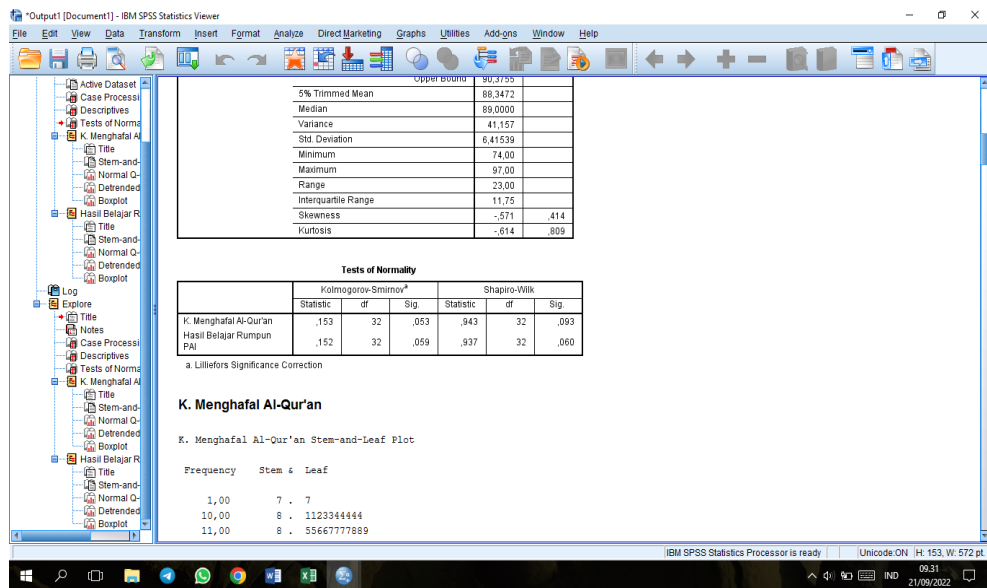 *Output1 [Document1] - IBM SPSS Statistics Viewer
File Edit View Data Transform Insert Format Analyze Direct Marketing Graphs Utilities Add-ons Window Help
Active Dataset
Case Processi
Descriptives
Tests of Norma
K. Menghafal Al
Title
Stem-and-
Normal Q-
Detrended
Boxplot
Hasil Belajar R
Title
Stem-and-
Normal Q-
Detrended
Boxplot
Log
Explore
Title
Notes
Case Processi
Descriptives
Tests of Norma
K. Menghafal Al
Title
Stem-and-
Normal Q-
Detrended
Boxplot
Hasil Belajar R
Title
Stem-and-
Normal Q-
Detrended
Boxplot
Upper Bound 90,3755
5% Trimmed Mean 88,3472
Median 89,0000
Variance 41,157
Std. Deviation 6,41539
Minimum 74,00
Maximum 97,00
Range 23,00
Interquartile Range 11,75
Skewness -,571 ,414
Kurtosis -,614 ,809
Tests of Normality
Kolmogorov-Smirnovª Shapiro-Wilk
Statistic df Sig. Statistic df Sig.
K. Menghafal Al-Qur'an ,153 32 ,053 ,943 32 ,093
Hasil Belajar Rumpun
PAI ,152 32 ,059 ,937 32 ,060
a. Lilliefors Significance Correction
K. Menghafal Al-Qur'an
K. Menghafal Al-Qur'an Stem-and-Leaf Plot
Frequency Stem & Leaf
1,00 7 . 7
10,00 8 . 1123344444
11,00 8 . 55667777889
IBM SPSS Statistics Processor is ready Unicode:ON H: 153, W: 572 pt.
IND 09.31
21/09/2022